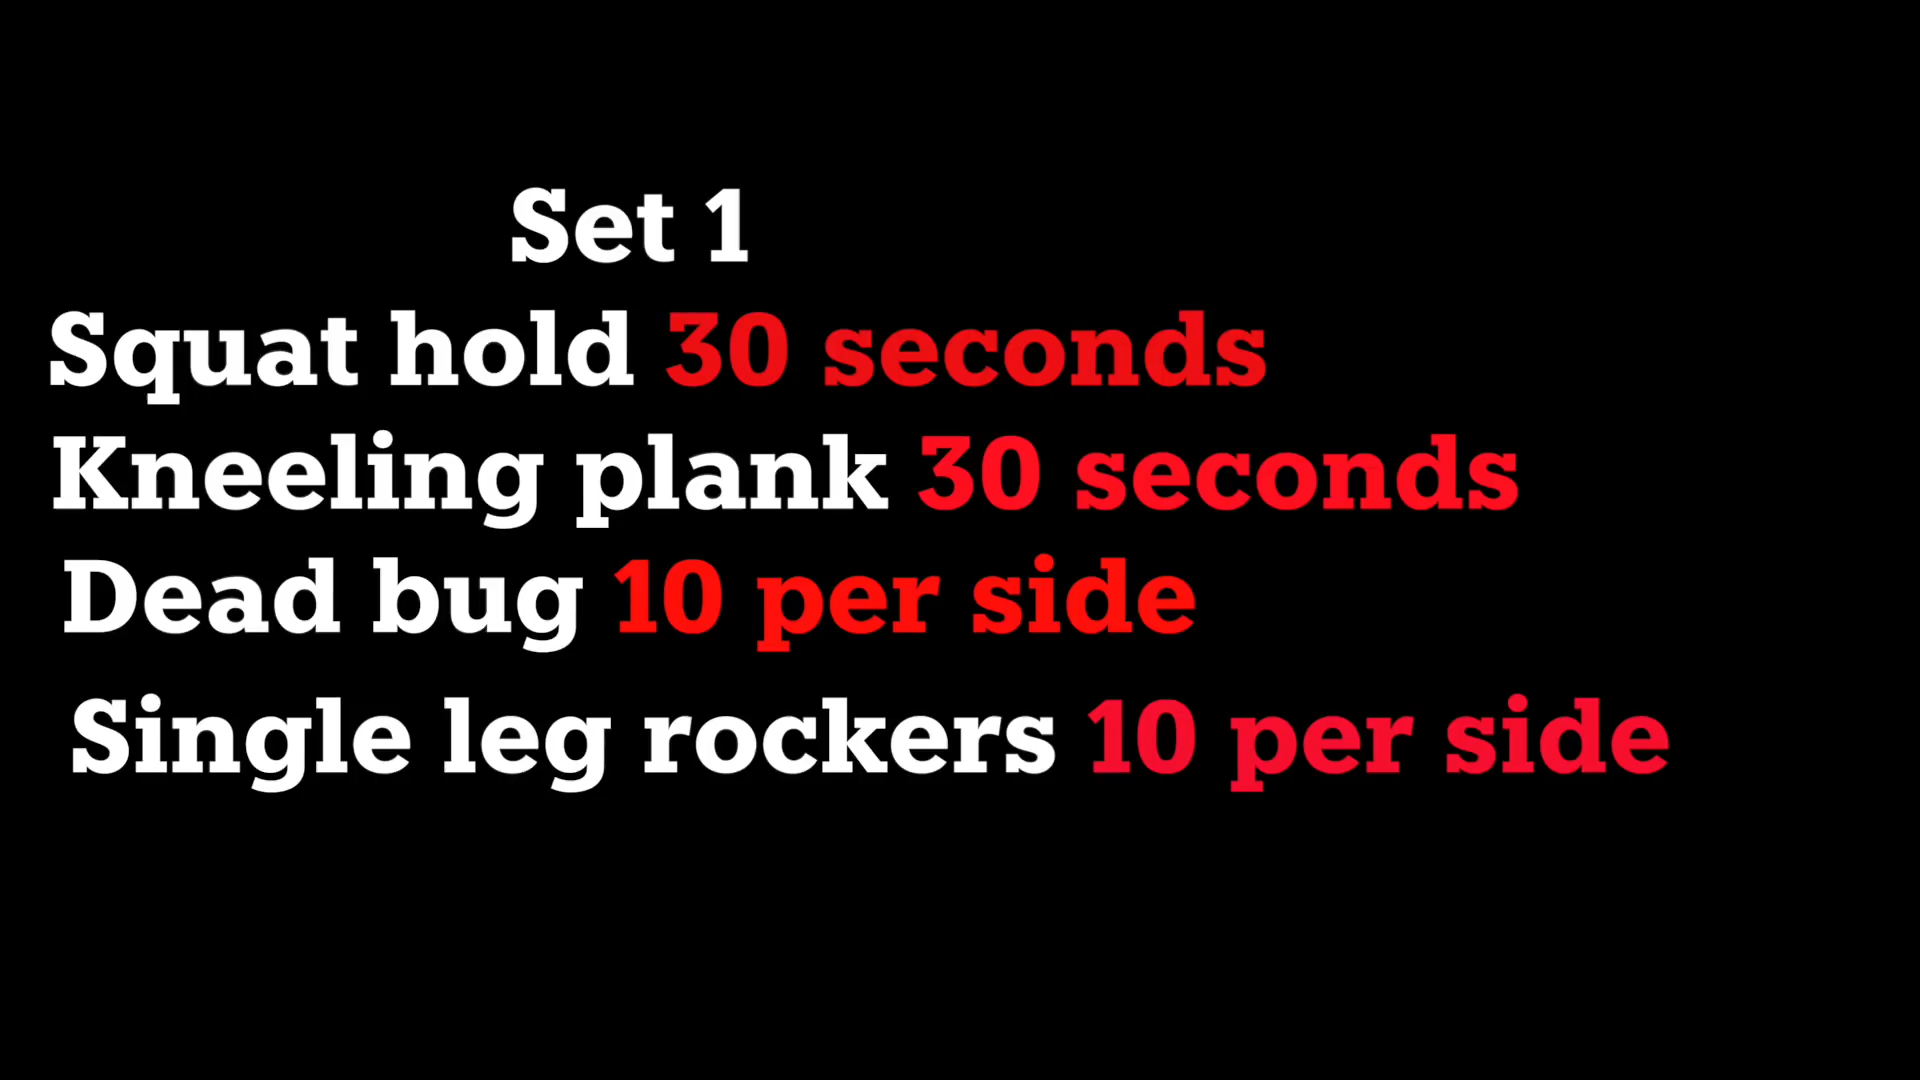 Set 1
Squat hold 30 seconds
Kneeling plank 30 seconds
Dead bug 10 per side
Single leg rockers 10 per side